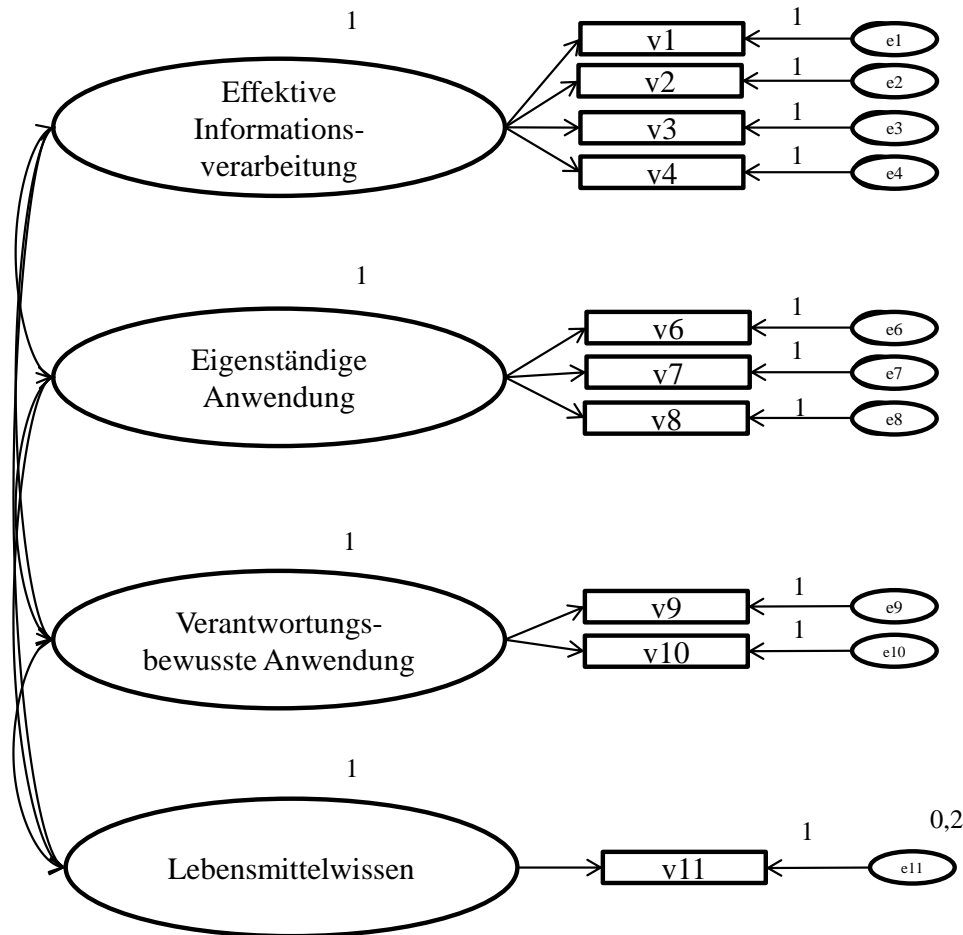 1
Effektive
Informations-
verarbeitung
v1
1
e1
v2
1
e2
v3
1
e3
v4
1
e4
1
Eigenständige
Anwendung
v6
1
e6
v7
1
e7
v8
1
e8
1
Verantwortungs-
bewusste Anwendung
v9
1
e9
v10
1
e10
1
Lebensmittelwissen
v11
1
0,2
e11